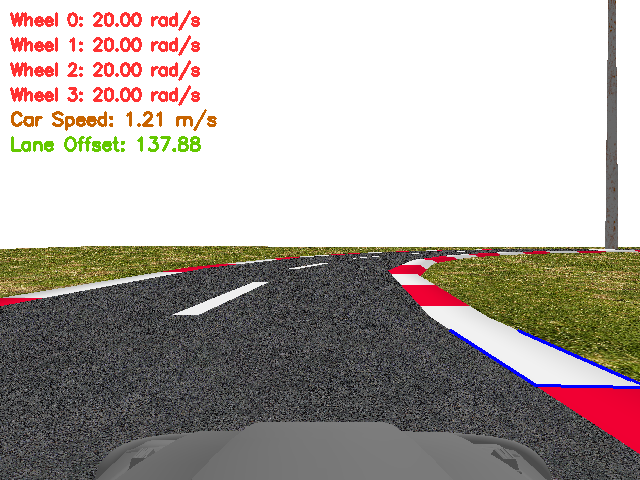 Wheel 0: 20.00 rad/s
Wheel 1: 20.00 rad/s
Wheel 2: 20.00 rad/s
Wheel 3: 20.00 rad/s
Car Speed: 1.21 m/s
Lane Offset: 137.88